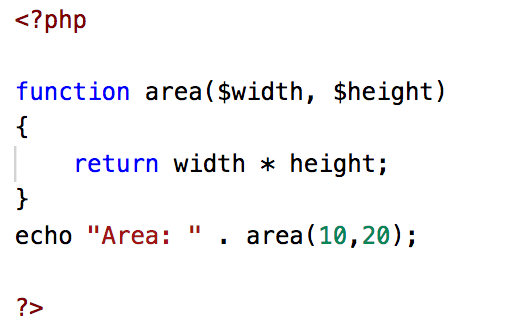 <?php
function area($width, $height)
{
    return width * height;
}
echo "Area: " . area(10,20);
?>